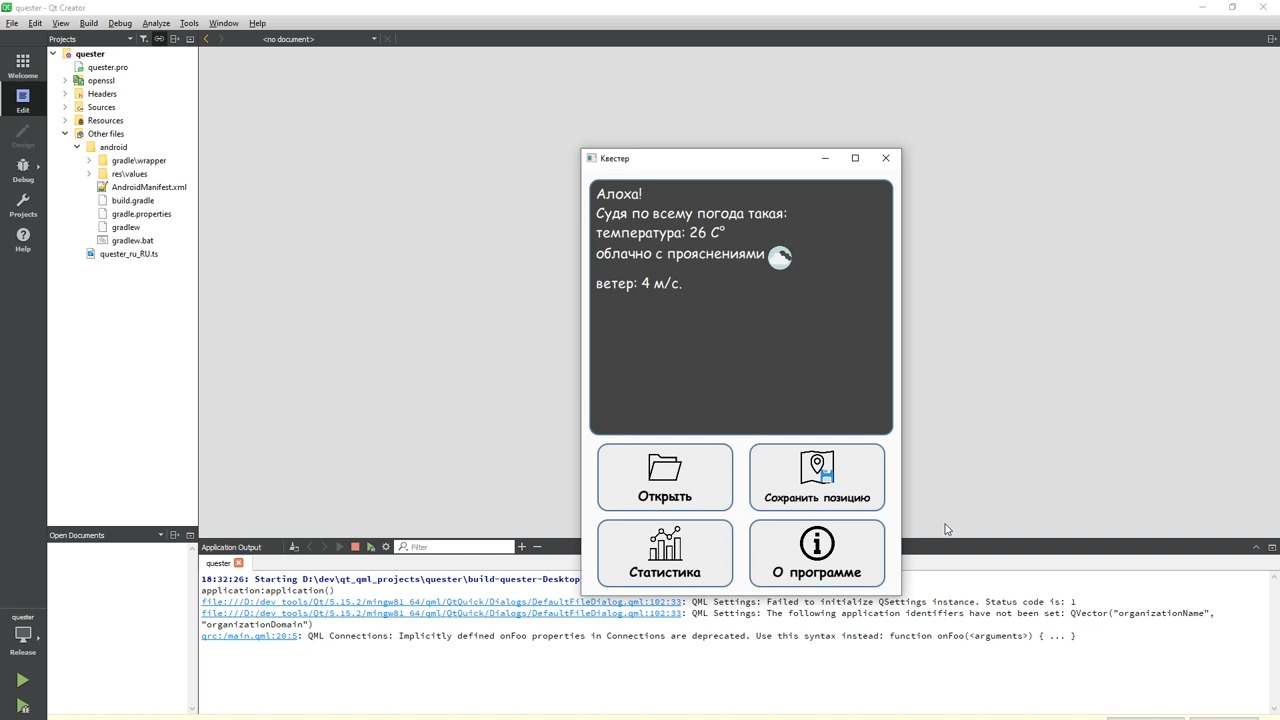 quester - Qt Creator
File Edit View Build Debug Analyze Tools Window Help
Projects
<no document>
Welcome
Edit
Design
Debug
Projects
Help
quester
quester.pro
openssl
Headers
Sources
Resources
Other files
android
gradle\wrapper
res\values
AndroidManifest.xml
build.gradle
gradle.properties
gradlew
gradlew.bat
quester_ru_RU.ts
Квестер
Алоха!
Судя по всему погода такая:
температура: 26 C°
облачно с прояснениями
ветер: 4 м/с.
Открыть
Сохранить позицию
Статистика
О программе
Open Documents
Application Output
Filter
quester
18:32:26: Starting D:\dev\qt_qml_projects\quester\build-quester-Desktop
application:application()
file:///D:/dev_tools/Qt/5.15.2/mingw81_64/qml/QtQuick/Dialogs/DefaultFileDialog.qml:102:33: QML Settings: Failed to initialize QSettings instance. Status code is: 1
file:///D:/dev_tools/Qt/5.15.2/mingw81_64/qml/QtQuick/Dialogs/DefaultFileDialog.qml:102:33: QML Settings: The following application identifiers have not been set: QVector("organizationName",
"organizationDomain")
qrc:/main.qml:20:5: QML Connections: Implicitly defined onFoo properties in Connections are deprecated. Use this syntax instead: function onFoo(<arguments>) { ... }
quester
Release